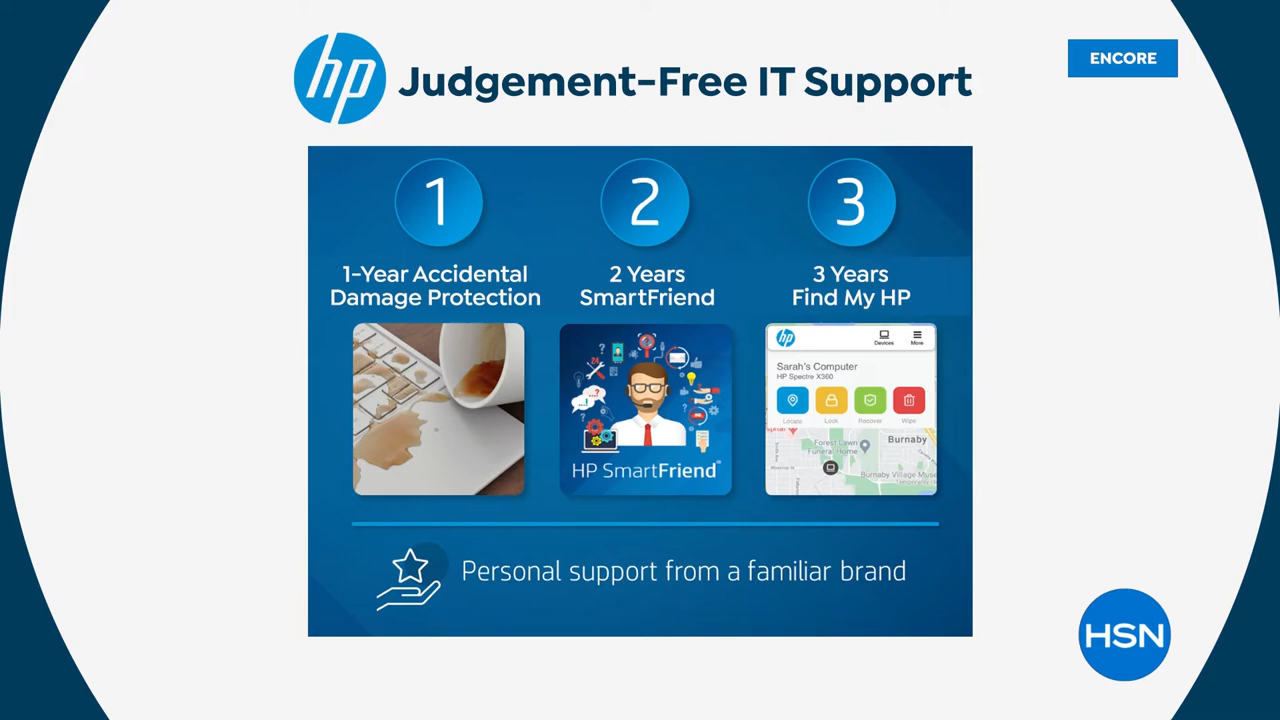 hp Judgement-Free IT Support
ENCORE
1
2
3
1-Year Accidental
Damage Protection
2 Years
SmartFriend
3 Years
Find My HP
HP SmartFriend
hp
Devices
More
Sarah's Computer
HP Spectre X360
Locate
Lock
Recover
Wipe
Forest Lawn
Funeral Home
Burnaby
Burnaby Village Muse
Personal support from a familiar brand
HSN